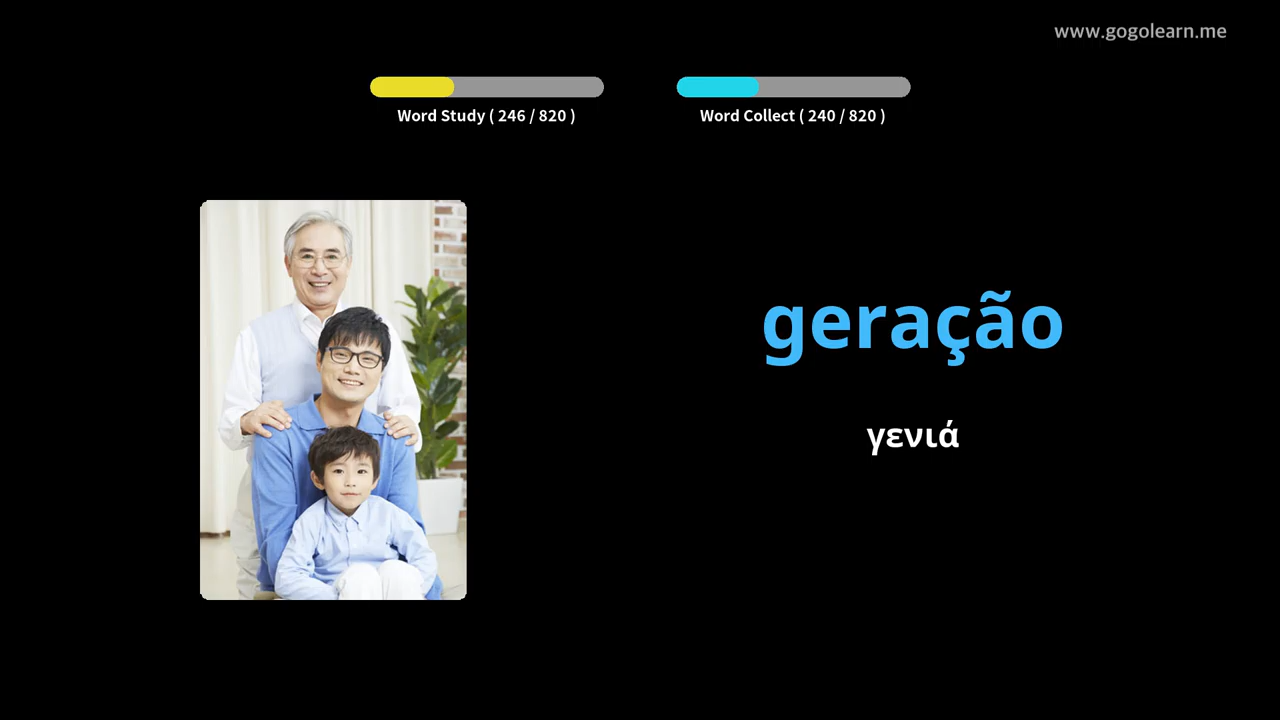 www.gogolearn.me
Word Study ( 246 / 820 )
Word Collect ( 240 / 820 )
geração
γενιά